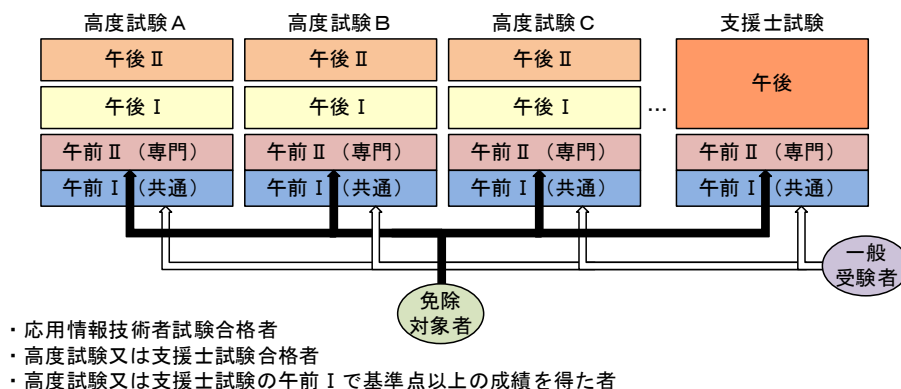 高度試験A 高度試験B 高度試験C 支援士試験
午後Ⅱ 午後Ⅱ 午後Ⅱ 午後
午後Ⅰ 午後Ⅰ 午後Ⅰ …
午前Ⅱ(専門) 午前Ⅱ(専門) 午前Ⅱ(専門) 午前Ⅱ(専門)
午前Ⅰ(共通) 午前Ⅰ(共通) 午前Ⅰ(共通) 午前Ⅰ(共通)
一般
受験者
免除
対象者
・応用情報技術者試験合格者
・高度試験又は支援士試験合格者
・高度試験又は支援士試験の午前Ⅰで基準点以上の成績を得た者